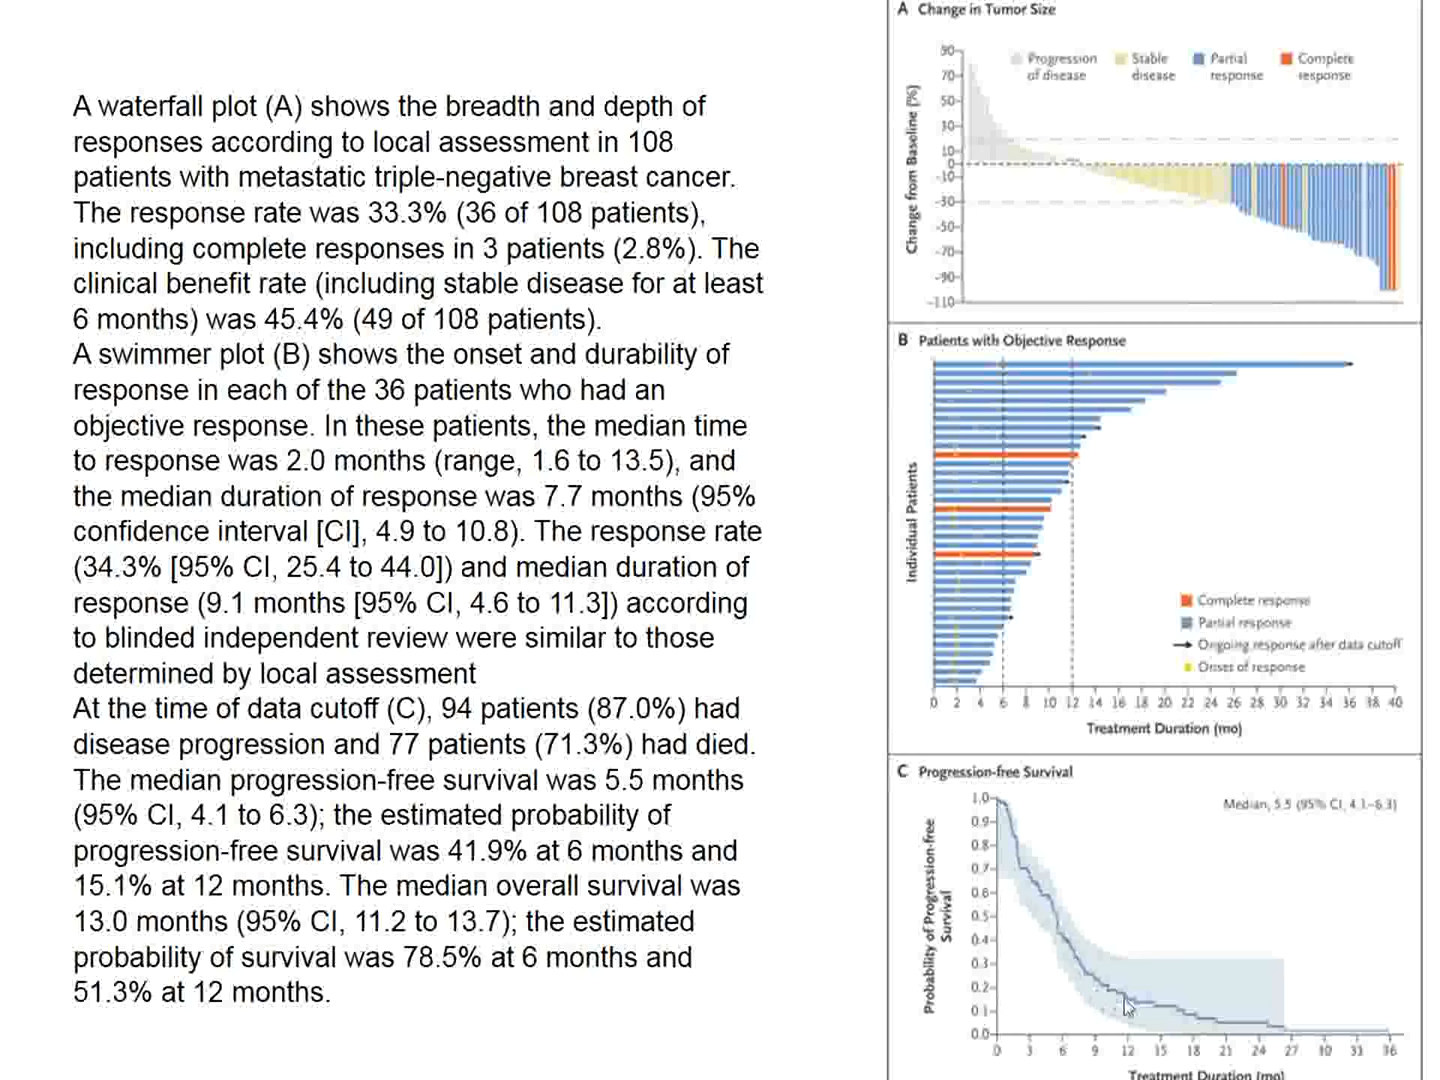 A waterfall plot (A) shows the breadth and depth of
responses according to local assessment in 108
patients with metastatic triple-negative breast cancer.
The response rate was 33.3% (36 of 108 patients),
including complete responses in 3 patients (2.8%). The
clinical benefit rate (including stable disease for at least
6 months) was 45.4% (49 of 108 patients).
A swimmer plot (B) shows the onset and durability of
response in each of the 36 patients who had an
objective response. In these patients, the median time
to response was 2.0 months (range, 1.6 to 13.5), and
the median duration of response was 7.7 months (95%
confidence interval [CI], 4.9 to 10.8). The response rate
(34.3% [95% CI, 25.4 to 44.0]) and median duration of
response (9.1 months [95% CI, 4.6 to 11.3]) according
to blinded independent review were similar to those
determined by local assessment
At the time of data cutoff (C), 94 patients (87.0%) had
disease progression and 77 patients (71.3%) had died.
The median progression-free survival was 5.5 months
(95% CI, 4.1 to 6.3); the estimated probability of
progression-free survival was 41.9% at 6 months and
15.1% at 12 months. The median overall survival was
13.0 months (95% CI, 11.2 to 13.7); the estimated
probability of survival was 78.5% at 6 months and
51.3% at 12 months.
A Change in Tumor Size
Progression of disease
Stable disease
Partial response
Complete response
Change from Baseline (%)
90
70
50
30
10
0
-10
-30
-50
-70
-90
-110
B Patients with Objective Response
Individual Patients
Complete response
Partial response
Ongoing response after data cutoff
Onset of response
0 2 4 6 8 10 12 14 16 18 20 22 24 26 28 30 32 34 36 38 40
Treatment Duration (mo)
C Progression-free Survival
Median, 5.5 (95% CI, 4.1–6.3)
Probability of Progression-free
Survival
1.0
0.9
0.8
0.7
0.6
0.5
0.4
0.3
0.2
0.1
0.0
0 3 6 9 12 15 18 21 24 27 30 33 36
Treatment Duration (mo)